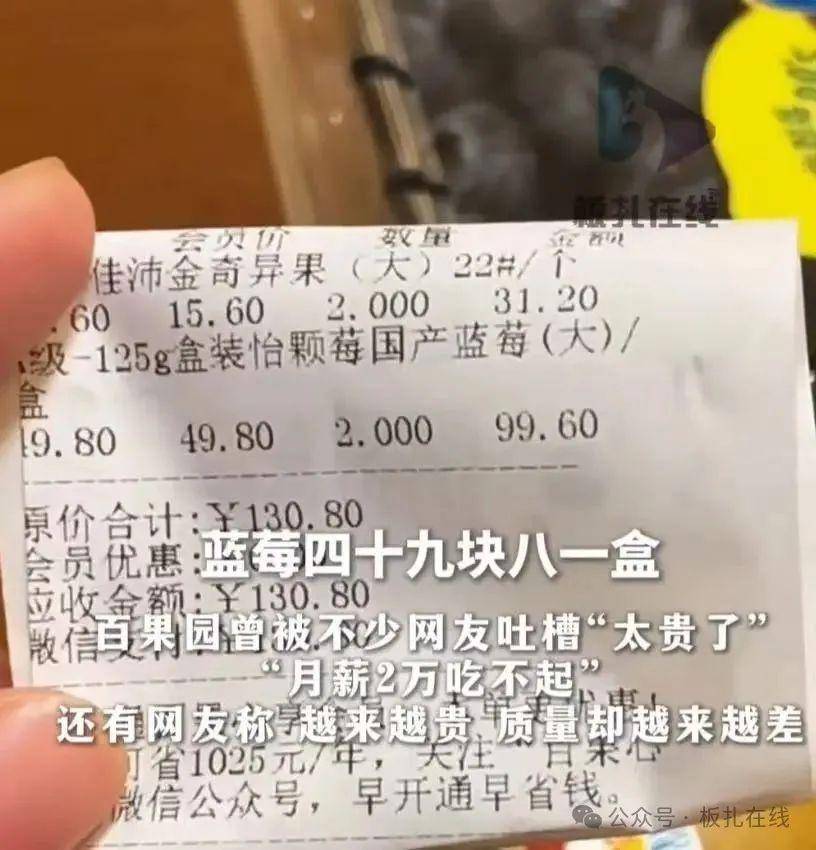 板扎在线
会员价 数量 金额
佳沛金奇异果（大）22#/个
.60 15.60 2.000 31.20
级-125g盒装怡颗莓国产蓝莓(大)/
盒
49.80 49.80 2.000 99.60
原价合计:￥130.80
会员优惠:
蓝莓四十九块八一盒
应收金额:￥130.80
百果园曾被不少网友吐槽“太贵了”
微信支付:
“月薪2万吃不起”
还有网友称 越来越贵 质量却越来越差
可省1025元/年，关注“百果心
微信公众号，早开通早省钱。
公众号·板扎在线